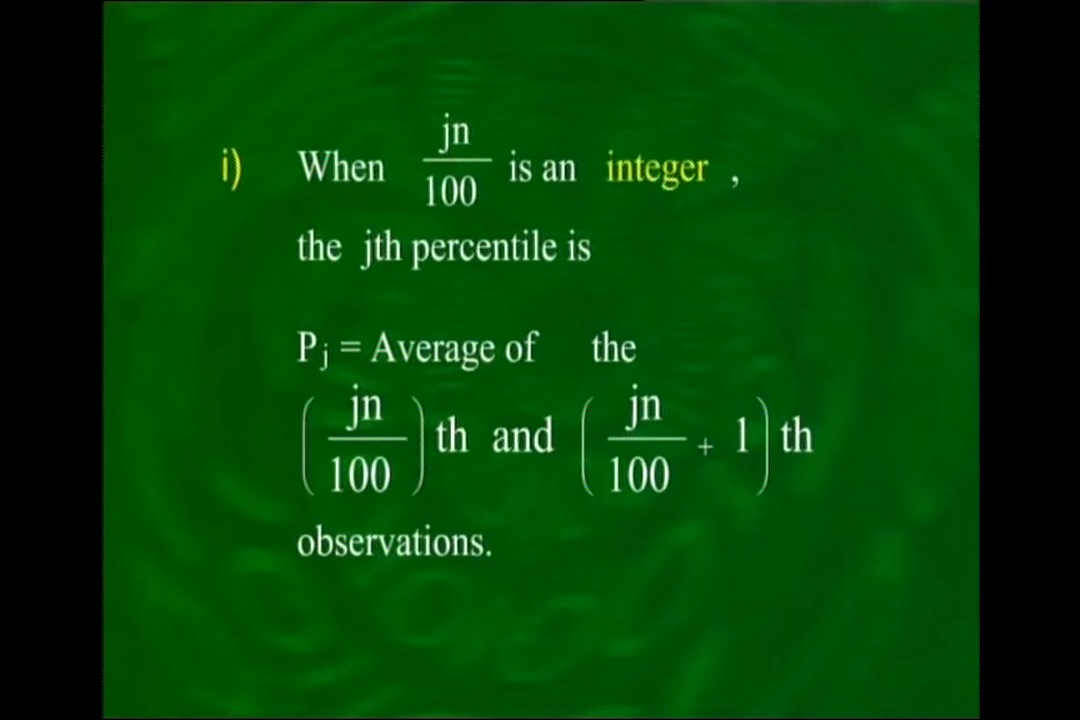 i) When jn/100 is an integer ,
the jth percentile is
Pj = Average of the
(jn/100)th and (jn/100 + 1)th
observations.